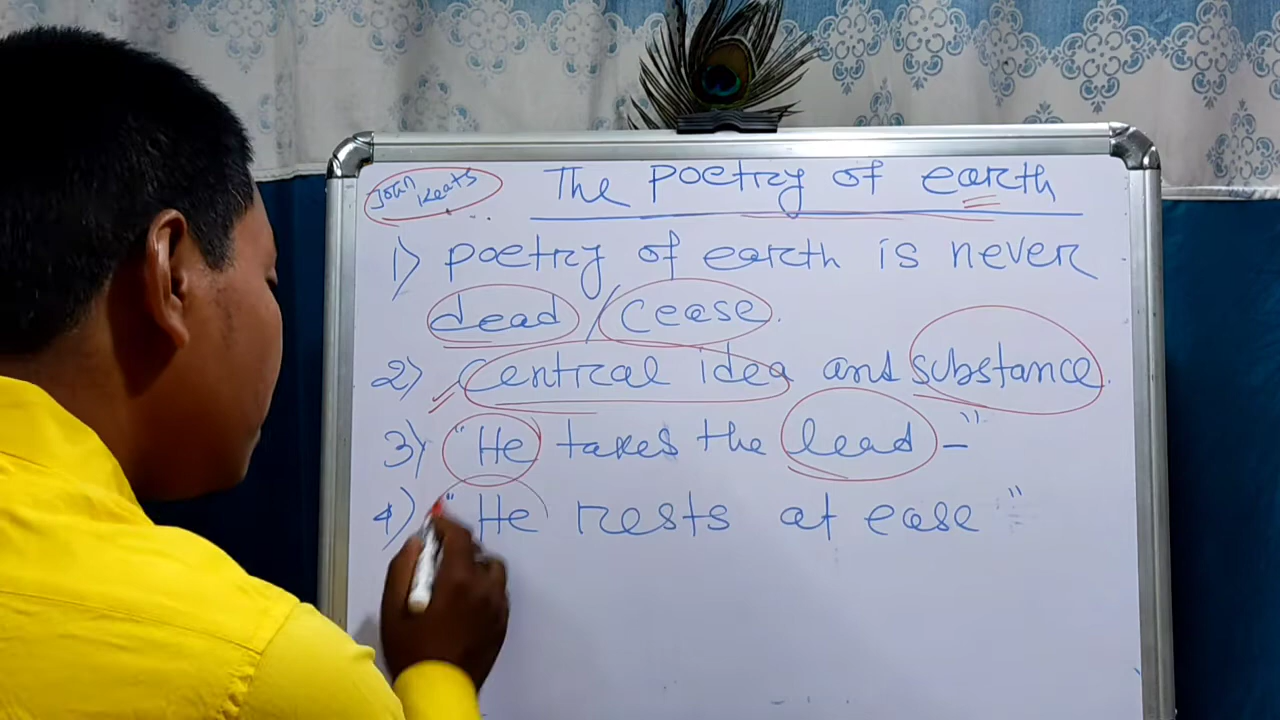 John Keats
The Poetry of earth
1) poetry of earth is never
dead / cease.
2) Central idea and substance.
3) "He takes the lead -"
4) "He rests at ease"